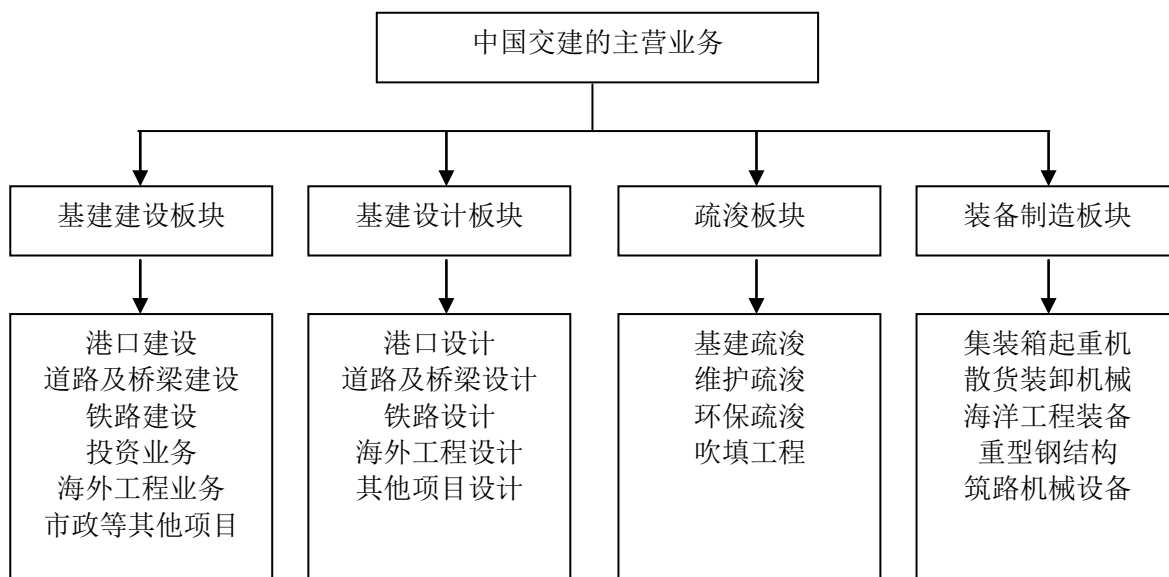 中国交建的主营业务
基建建设板块
基建设计板块
疏浚板块
装备制造板块
港口建设
道路及桥梁建设
铁路建设
投资业务
海外工程业务
市政等其他项目
港口设计
道路及桥梁设计
铁路设计
海外工程设计
其他项目设计
基建疏浚
维护疏浚
环保疏浚
吹填工程
集装箱起重机
散货装卸机械
海洋工程装备
重型钢结构
筑路机械设备